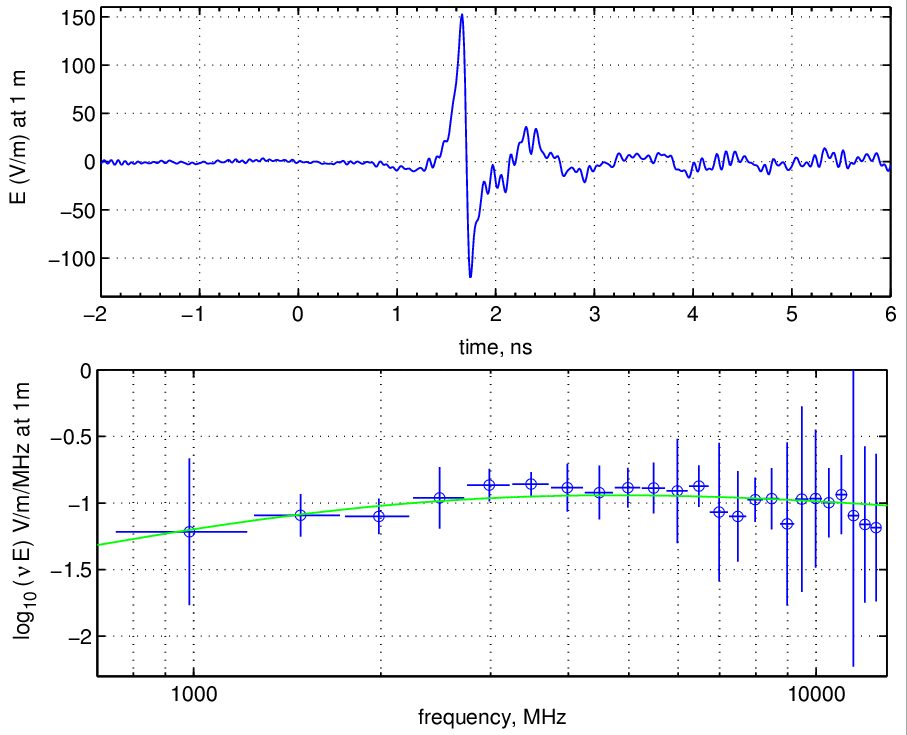 150
100
50
0
−50
−100
E (V/m) at 1 m
−2 −1 0 1 2 3 4 5 6
time, ns
0
−0.5
−1
−1.5
−2
log10 (ν E) V/m/MHz at 1m
1000 10000
frequency, MHz